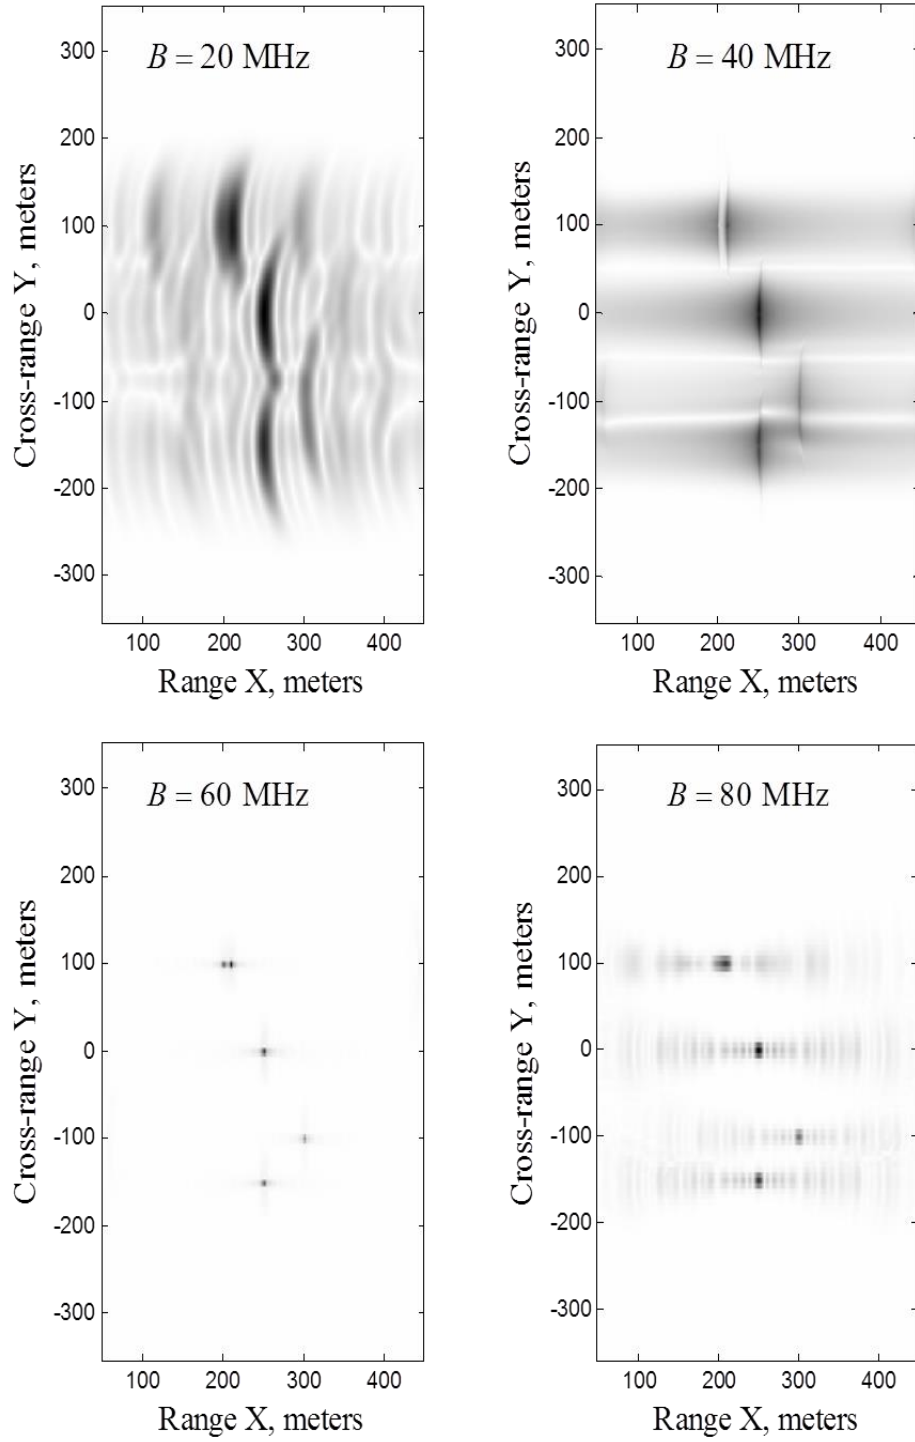 B = 20 MHz
300
200
100
0
-100
-200
-300
Cross-range Y, meters
100 200 300 400
Range X, meters
B = 40 MHz
300
200
100
0
-100
-200
-300
Cross-range Y, meters
100 200 300 400
Range X, meters
B = 60 MHz
300
200
100
0
-100
-200
-300
Cross-range Y, meters
100 200 300 400
Range X, meters
B = 80 MHz
300
200
100
0
-100
-200
-300
Cross-range Y, meters
100 200 300 400
Range X, meters